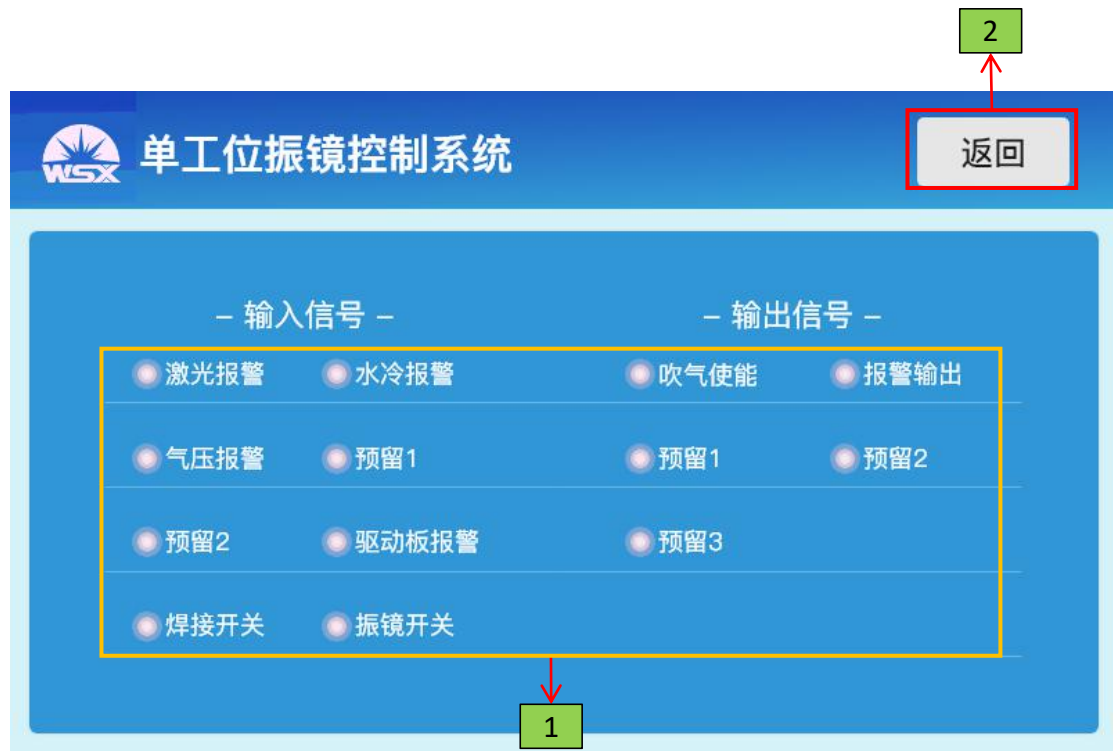 2
WSX 单工位振镜控制系统 返回
– 输入信号 – – 输出信号 –
激光报警 水冷报警 吹气使能 报警输出
气压报警 预留1 预留1 预留2
预留2 驱动板报警 预留3
焊接开关 振镜开关
1